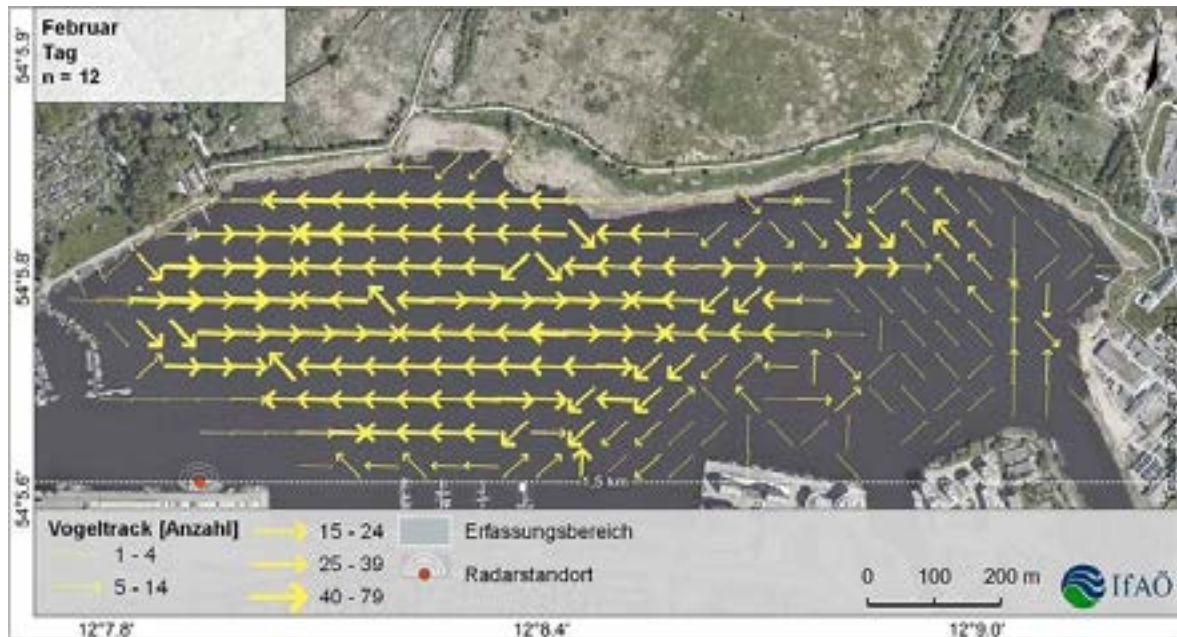 Februar
Tag
n = 12
54°5.9'
54°5.8'
54°5.6'
1,5 km
Vogeltrack [Anzahl]
1 - 4
5 - 14
15 - 24
25 - 39
40 - 79
Erfassungsbereich
Radarstandort
0 100 200 m
IfAÖ
12°7.8' 12°8.4' 12°9.0'